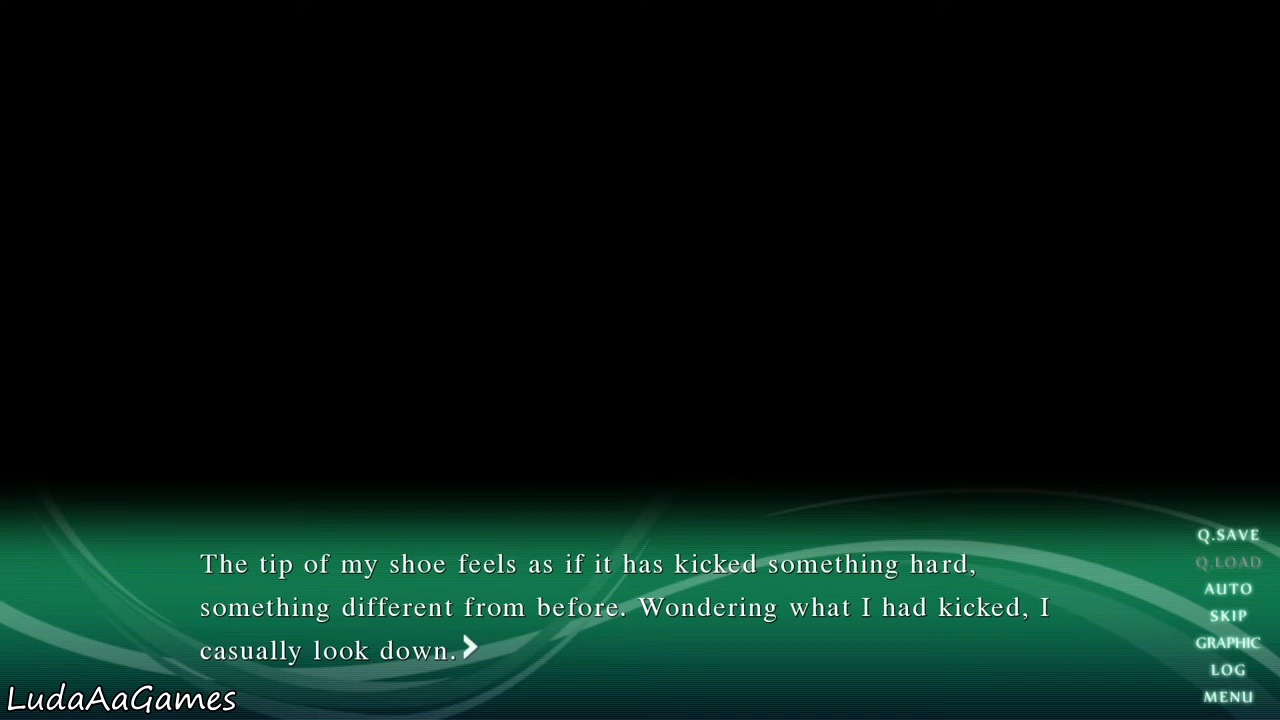 The tip of my shoe feels as if it has kicked something hard,
something different from before. Wondering what I had kicked, I
casually look down.
Q.SAVE
Q.LOAD
AUTO
SKIP
GRAPHIC
LOG
MENU
LudaAaGames